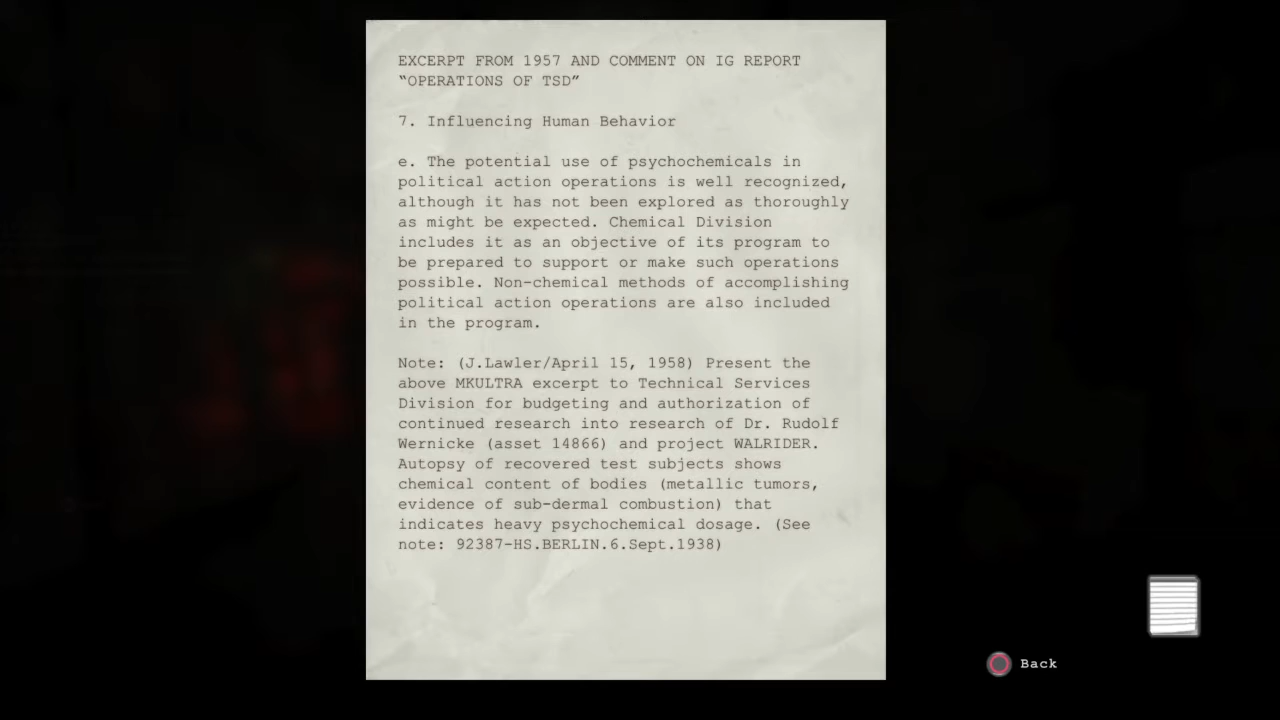 EXCERPT FROM 1957 AND COMMENT ON IG REPORT
“OPERATIONS OF TSD”
7. Influencing Human Behavior
e. The potential use of psychochemicals in
political action operations is well recognized,
although it has not been explored as thoroughly
as might be expected. Chemical Division
includes it as an objective of its program to
be prepared to support or make such operations
possible. Non-chemical methods of accomplishing
political action operations are also included
in the program.
Note: (J.Lawler/April 15, 1958) Present the
above MKULTRA excerpt to Technical Services
Division for budgeting and authorization of
continued research into research of Dr. Rudolf
Wernicke (asset 14866) and project WALRIDER.
Autopsy of recovered test subjects shows
chemical content of bodies (metallic tumors,
evidence of sub-dermal combustion) that
indicates heavy psychochemical dosage. (See
note: 92387-HS.BERLIN.6.Sept.1938)
Back